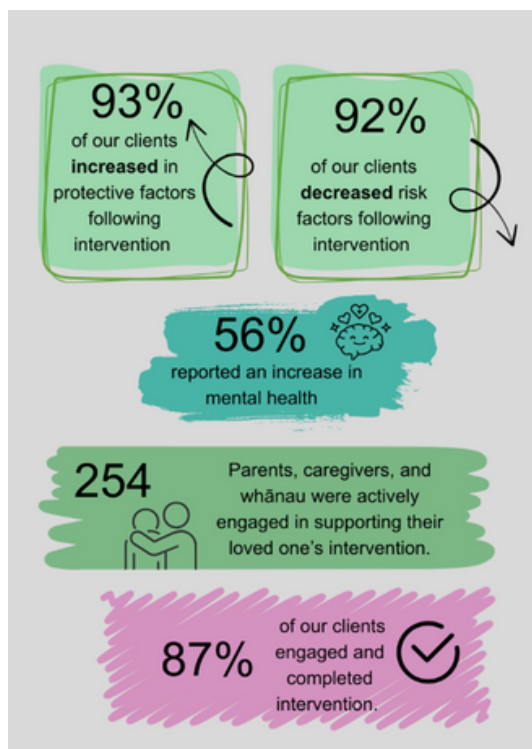 93%
of our clients
increased in
protective factors
following
intervention
92%
of our clients
decreased risk
factors following
intervention
56%
reported an increase in
mental health
254
Parents, caregivers, and
whānau were actively
engaged in supporting their
loved one's intervention.
87%
of our clients
engaged and
completed
intervention.